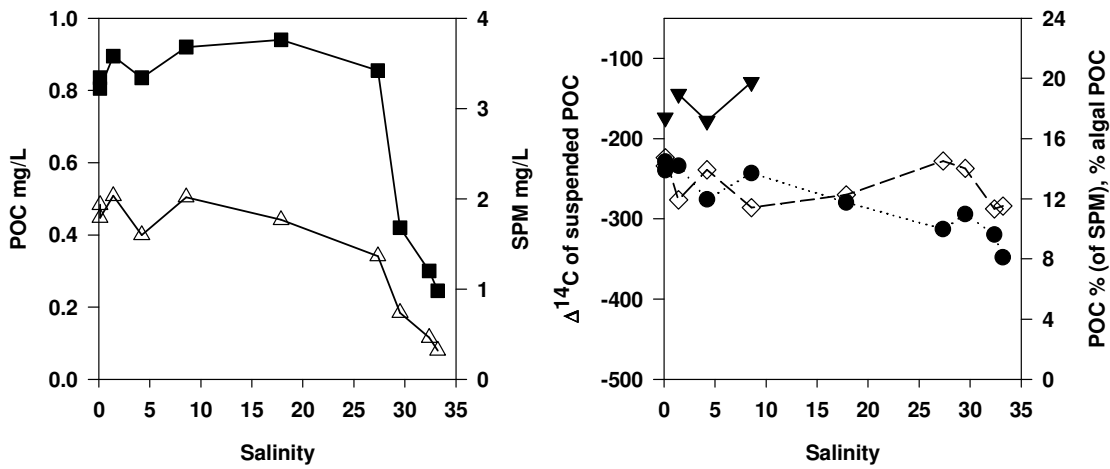 1.0
0.8
0.6
0.4
0.2
0.0
POC mg/L
4
3
2
1
0
SPM mg/L
0 5 10 15 20 25 30 35
Salinity
-100
-200
-300
-400
-500
Δ14C of suspended POC
24
20
16
12
8
4
0
POC % (of SPM), % algal POC
0 5 10 15 20 25 30 35
Salinity